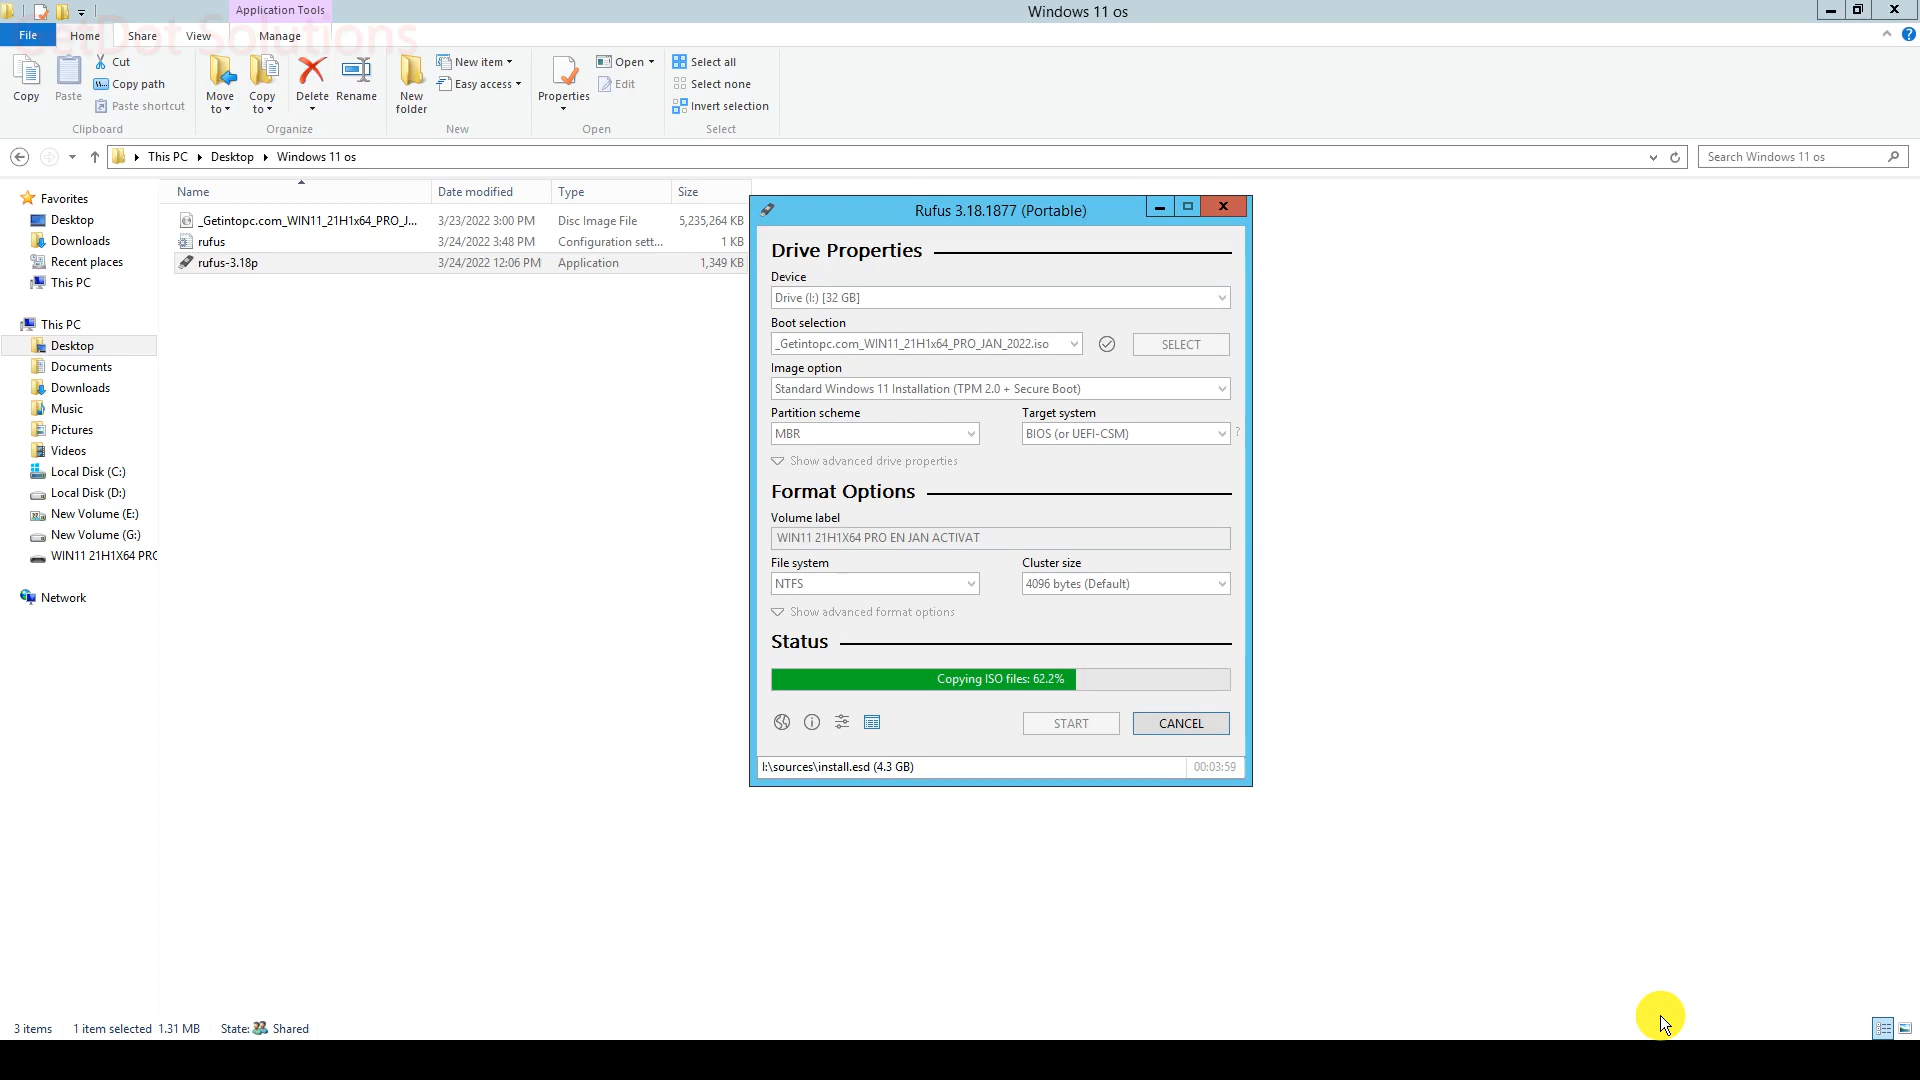 Application Tools
Windows 11 os
GetDot Solutions
File
Home
Share
View
Manage
Copy
Paste
Cut
Copy path
Paste shortcut
Clipboard
Move to
Copy to
Delete
Rename
Organize
New folder
New item
Easy access
New
Properties
Open
Edit
Open
Select all
Select none
Invert selection
Select
This PC
Desktop
Windows 11 os
Search Windows 11 os
Name
Date modified
Type
Size
_Getintopc.com_WIN11_21H1x64_PRO_J...
3/23/2022 3:00 PM
Disc Image File
5,235,264 KB
rufus
3/24/2022 3:48 PM
Configuration sett...
1 KB
rufus-3.18p
3/24/2022 12:06 PM
Application
1,349 KB
Favorites
Desktop
Downloads
Recent places
This PC
This PC
Desktop
Documents
Downloads
Music
Pictures
Videos
Local Disk (C:)
Local Disk (D:)
New Volume (E:)
New Volume (G:)
WIN11 21H1X64 PRO
Network
Rufus 3.18.1877 (Portable)
Drive Properties
Device
Drive (I:) [32 GB]
Boot selection
_Getintopc.com_WIN11_21H1x64_PRO_JAN_2022.iso
SELECT
Image option
Standard Windows 11 Installation (TPM 2.0 + Secure Boot)
Partition scheme
Target system
MBR
BIOS (or UEFI-CSM)
?
Show advanced drive properties
Format Options
Volume label
WIN11 21H1X64 PRO EN JAN ACTIVAT
File system
Cluster size
NTFS
4096 bytes (Default)
Show advanced format options
Status
Copying ISO files: 62.2%
START
CANCEL
I:\sources\install.esd (4.3 GB)
00:03:59
3 items
1 item selected 1.31 MB
State:
Shared